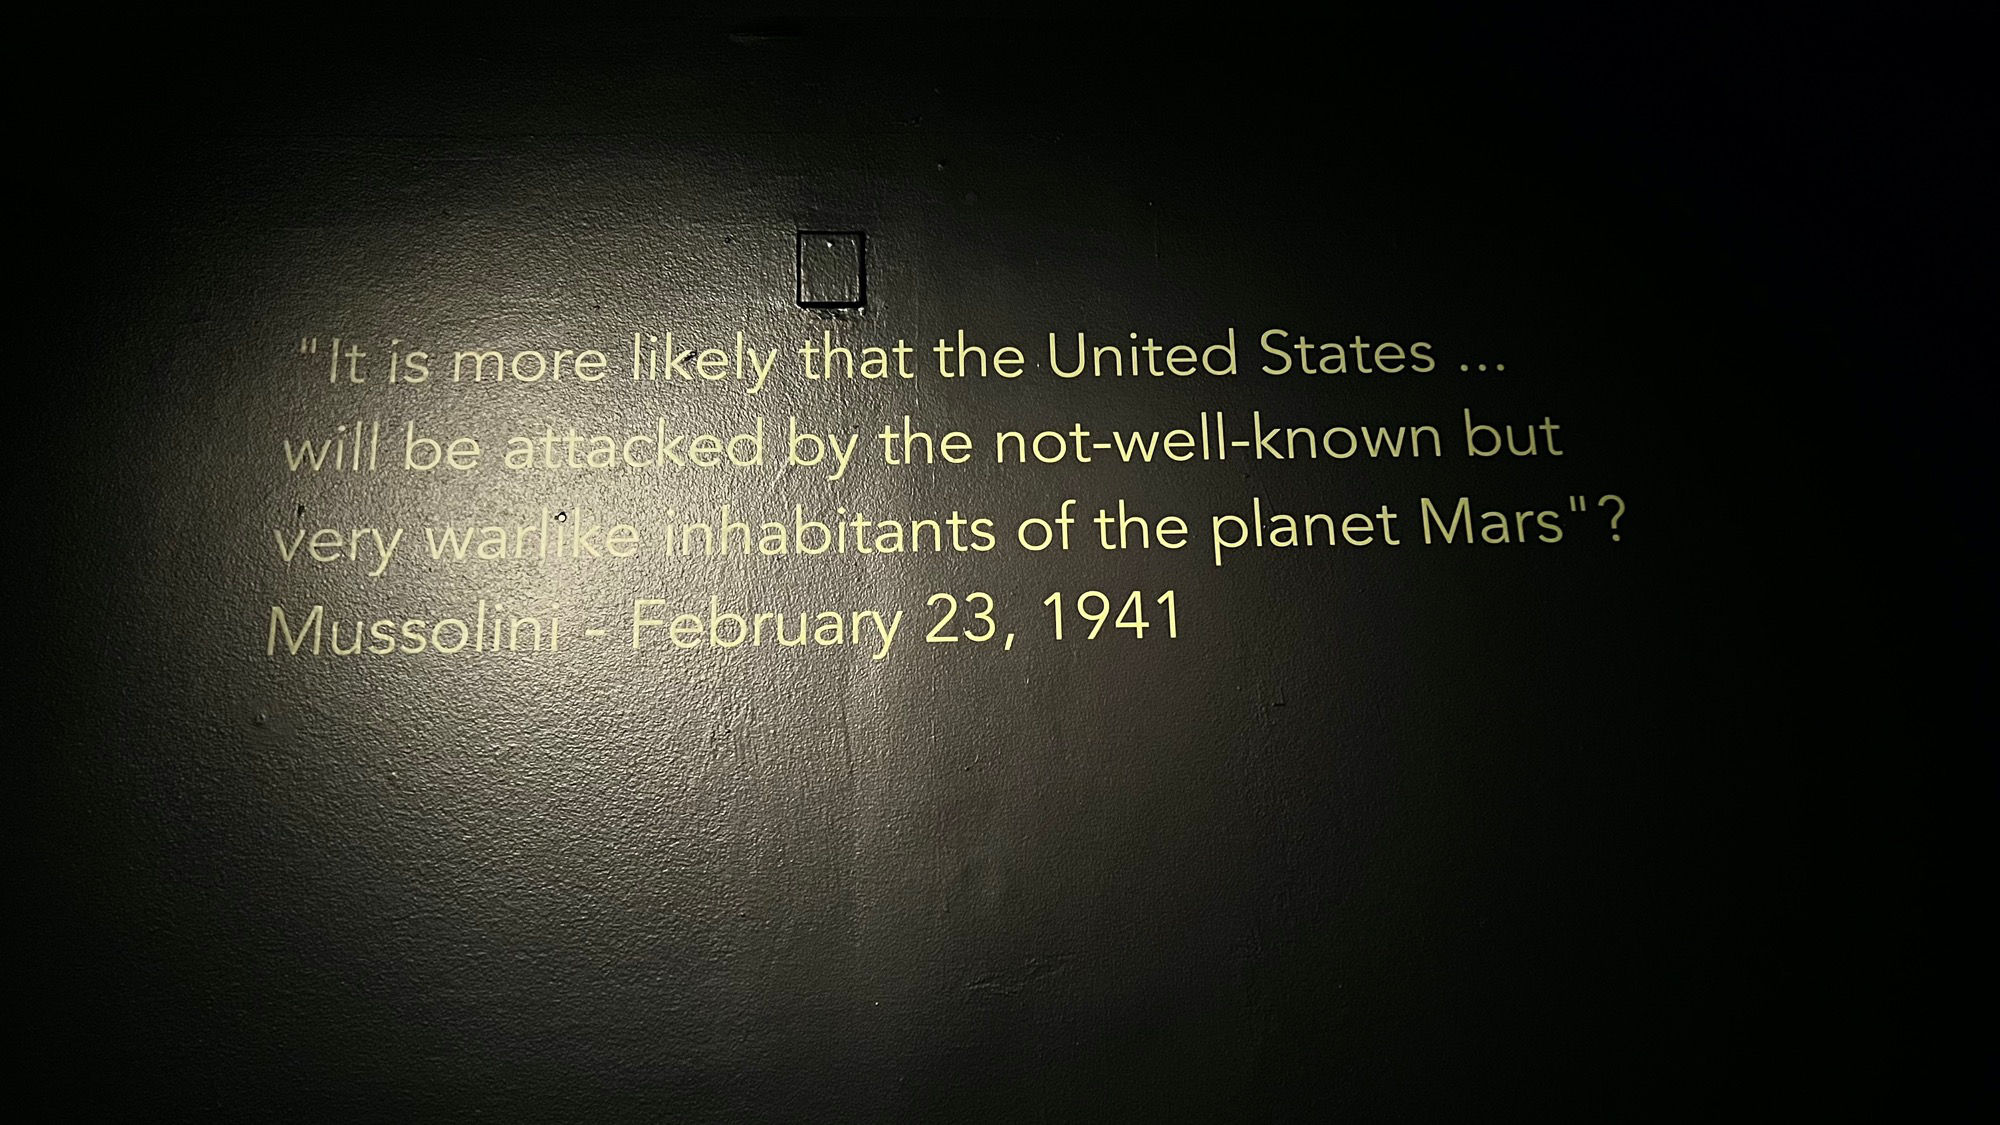 "It is more likely that the United States ...
will be attacked by the not-well-known but
very warlike inhabitants of the planet Mars"?
Mussolini - February 23, 1941